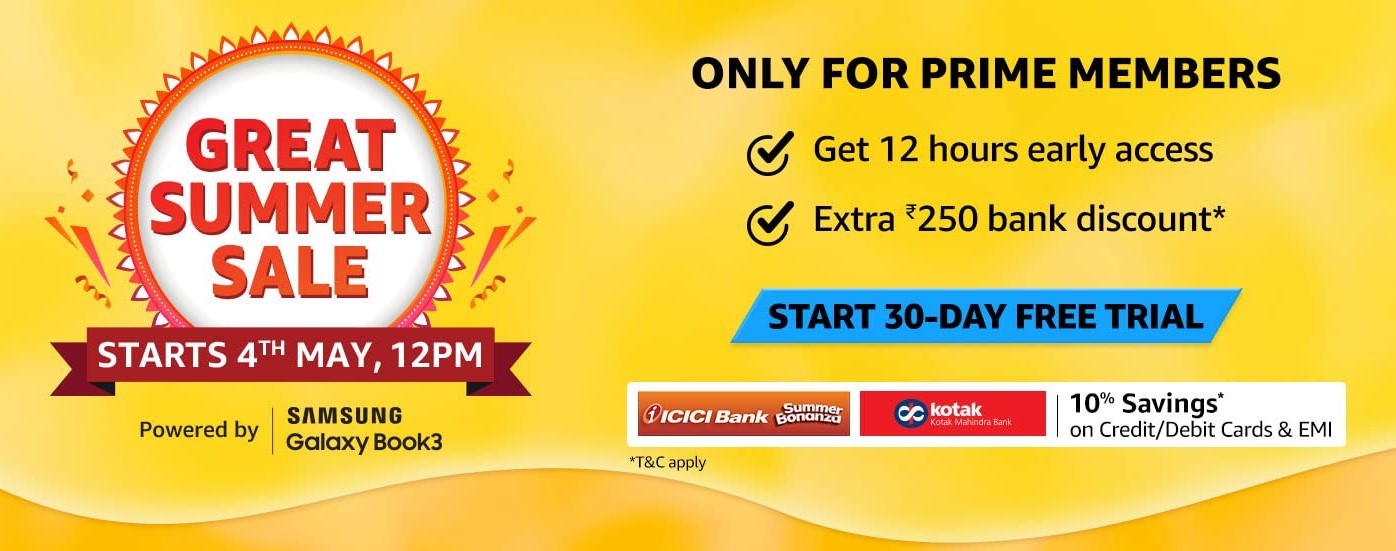 GREAT
SUMMER
SALE
STARTS 4TH MAY, 12PM
Powered by
SAMSUNG
Galaxy Book3
ONLY FOR PRIME MEMBERS
Get 12 hours early access
Extra ₹250 bank discount*
START 30-DAY FREE TRIAL
ICICI Bank
Summer
Bonanza
kotak
Kotak Mahindra Bank
10% Savings*
on Credit/Debit Cards & EMI
*T&C apply